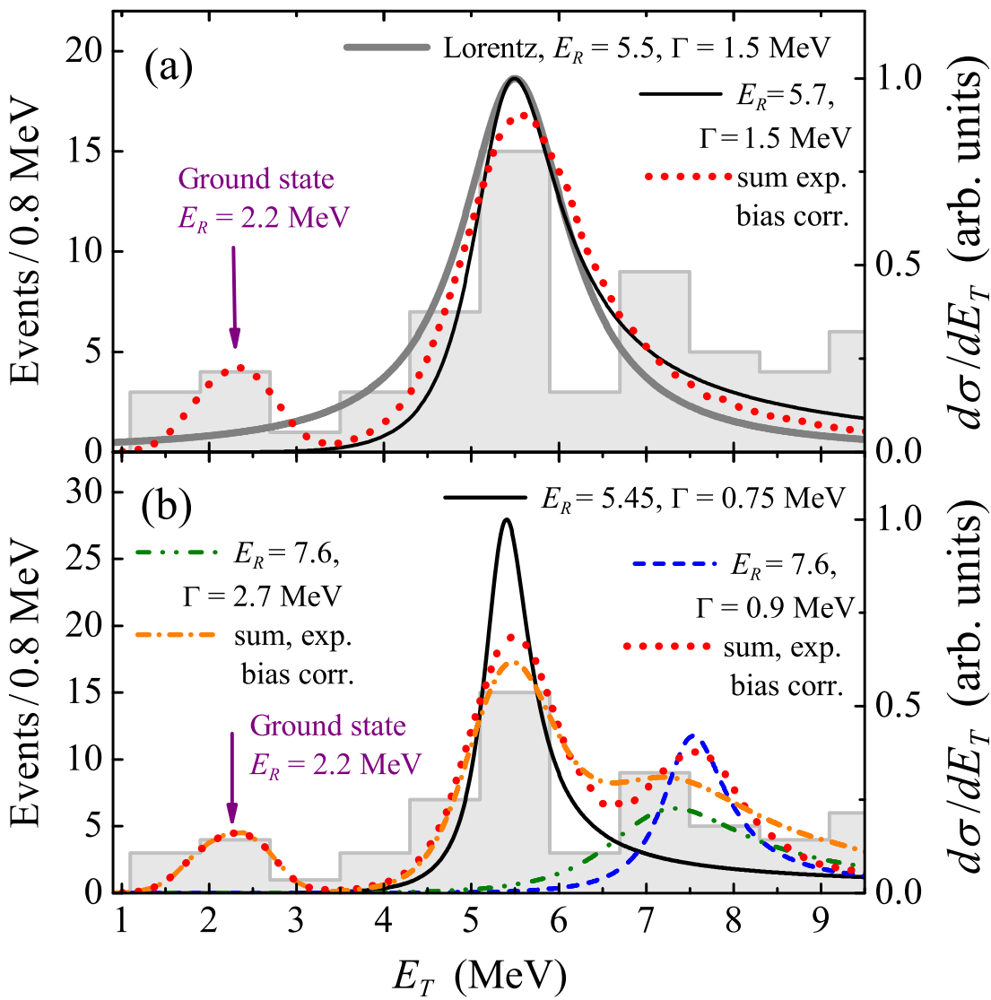 (a)
Lorentz, E_R = 5.5, Γ = 1.5 MeV
E_R = 5.7,
Γ = 1.5 MeV
sum exp.
bias corr.
Ground state
E_R = 2.2 MeV
Events / 0.8 MeV
20
15
10
5
0
1.0
0.5
0.0
dσ/dE_T (arb. units)
(b)
E_R = 5.45, Γ = 0.75 MeV
E_R = 7.6,
Γ = 2.7 MeV
sum, exp.
bias corr.
E_R = 7.6,
Γ = 0.9 MeV
sum, exp.
bias corr.
Ground state
E_R = 2.2 MeV
Events / 0.8 MeV
30
25
20
15
10
5
0
1.0
0.5
0.0
dσ/dE_T (arb. units)
1 2 3 4 5 6 7 8 9
E_T (MeV)